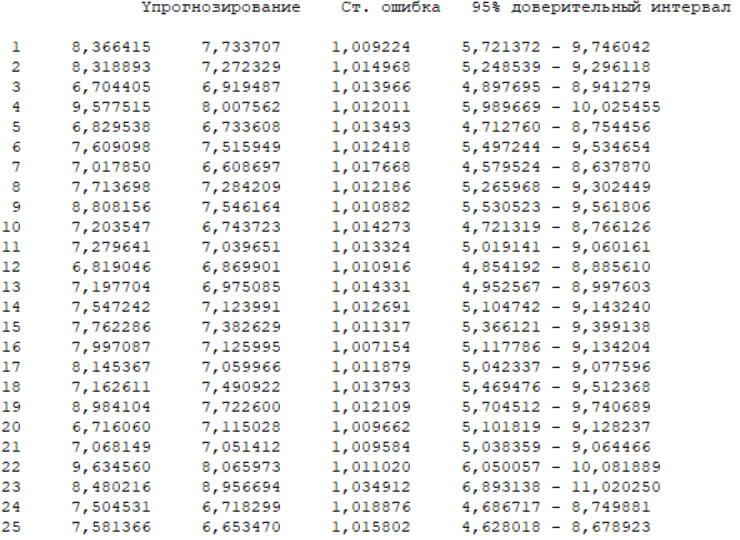 Yпрогнозирование Ст. ошибка 95% доверительный интервал
1 8,366415 7,733707 1,009224 5,721372 - 9,746042
2 8,318893 7,272329 1,014968 5,248539 - 9,296118
3 6,704405 6,919487 1,013966 4,897695 - 8,941279
4 9,577515 8,007562 1,012011 5,989669 - 10,025455
5 6,829538 6,733608 1,013493 4,712760 - 8,754456
6 7,609098 7,515949 1,012418 5,497244 - 9,534654
7 7,017850 6,608697 1,017668 4,579524 - 8,637870
8 7,713698 7,284209 1,012186 5,265968 - 9,302449
9 8,808156 7,546164 1,010882 5,530523 - 9,561806
10 7,203547 6,743723 1,014273 4,721319 - 8,766126
11 7,279641 7,039651 1,013324 5,019141 - 9,060161
12 6,819046 6,869901 1,010916 4,854192 - 8,885610
13 7,197704 6,975085 1,014331 4,952567 - 8,997603
14 7,547242 7,123991 1,012691 5,104742 - 9,143240
15 7,762286 7,382629 1,011317 5,366121 - 9,399138
16 7,997087 7,125995 1,007154 5,117786 - 9,134204
17 8,145367 7,059966 1,011879 5,042337 - 9,077596
18 7,162611 7,490922 1,013793 5,469476 - 9,512368
19 8,984104 7,722600 1,012109 5,704512 - 9,740689
20 6,716060 7,115028 1,009662 5,101819 - 9,128237
21 7,068149 7,051412 1,009584 5,038359 - 9,064466
22 9,634560 8,065973 1,011020 6,050057 - 10,081889
23 8,480216 8,956694 1,034912 6,893138 - 11,020250
24 7,504531 6,718299 1,018876 4,686717 - 8,749881
25 7,581366 6,653470 1,015802 4,628018 - 8,678923